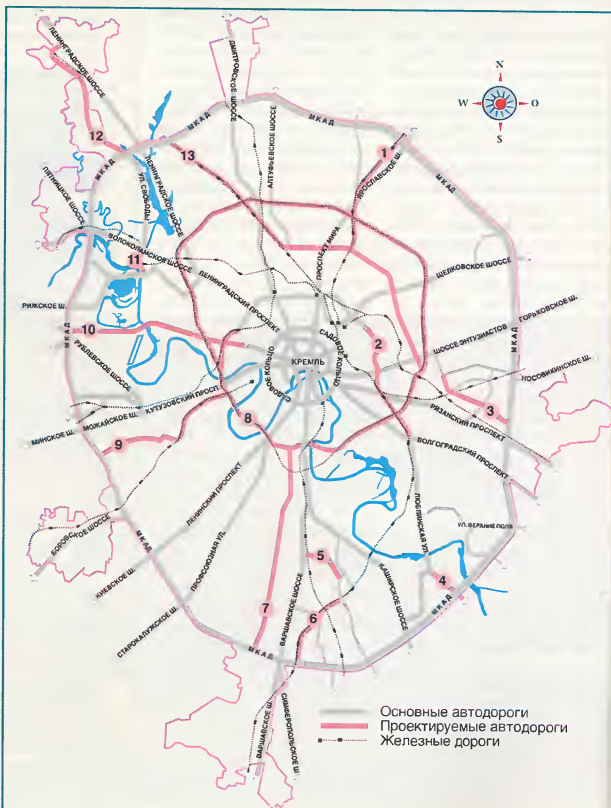 N
W
O
S
ЛЕНИНГРАДСКОЕ ШОССЕ
ДМИТРОВСКОЕ ШОССЕ
МКАД
МКАД
12
13
1
МКАД
ЛЕНИНГРАДСКОЕ ШОССЕ
УЛ. СВОБОДЫ
АЛТУФЬЕВСКОЕ ШОССЕ
ЯРОСЛАВСКОЕ Ш.
МКАД
ПЯТНИЦКОЕ ШОССЕ
ВОЛОКОЛАМСКОЕ ШОССЕ
11
ЛЕНИНГРАДСКИЙ ПРОСПЕКТ
ПРОСПЕКТ МИРА
ЩЕЛКОВСКОЕ ШОССЕ
РИЖСКОЕ Ш.
10
МКАД
САДОВОЕ КОЛЬЦО
2
ШОССЕ ЭНТУЗИАСТОВ
МКАД
ГОРЬКОВСКОЕ Ш.
РУБЛЕВСКОЕ ШОССЕ
КРЕМЛЬ
НОСОВИХИНСКОЕ Ш.
САДОВОЕ КОЛЬЦО
КУТУЗОВСКИЙ ПРОСП.
МОЖАЙСКОЕ Ш.
МИНСКОЕ Ш.
3
РЯЗАНСКИЙ ПРОСПЕКТ
8
9
ВОЛГОГРАДСКИЙ ПРОСПЕКТ
ЛЕНИНСКИЙ ПРОСПЕКТ
ЛЮБЛИНСКАЯ УЛ.
УЛ. ВЕРХНИЕ ПОЛЯ
БОРОВСКОЕ ШОССЕ
МКАД
ПРОФСОЮЗНАЯ УЛ.
5
4
КИЕВСКОЕ Ш.
КАШИРСКОЕ ШОССЕ
МКАД
СТАРОКАЛУЖСКОЕ Ш.
7
ВАРШАВСКОЕ ШОССЕ
6
МКАД
ВАРШАВСКОЕ Ш.
СИМФЕРОПОЛЬСКОЕ Ш.
Основные автодороги
Проектируемые автодороги
Железные дороги